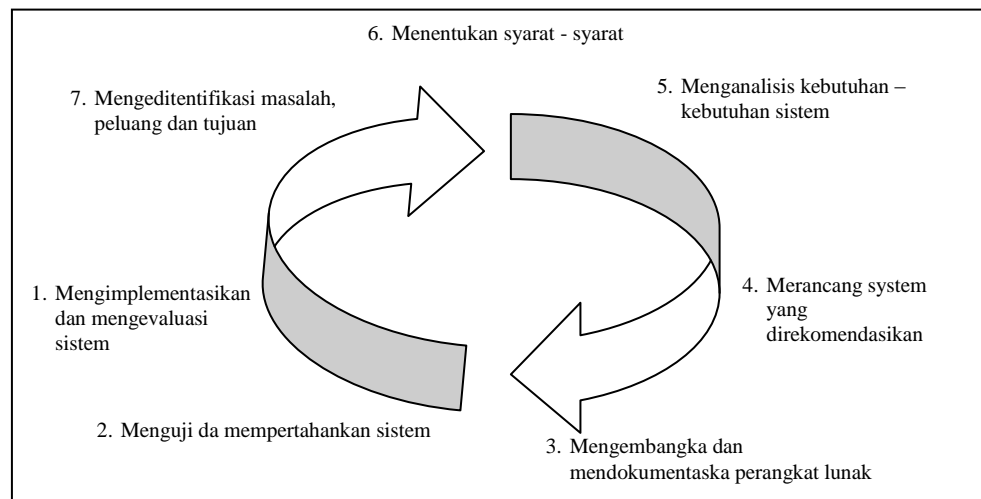 6. Menentukan syarat - syarat
7. Mengeditentifikasi masalah,
peluang dan tujuan
5. Menganalisis kebutuhan –
kebutuhan sistem
1. Mengimplementasikan
dan mengevaluasi
sistem
4. Merancang system
yang
direkomendasikan
2. Menguji da mempertahankan sistem
3. Mengembangka dan
mendokumentaska perangkat lunak